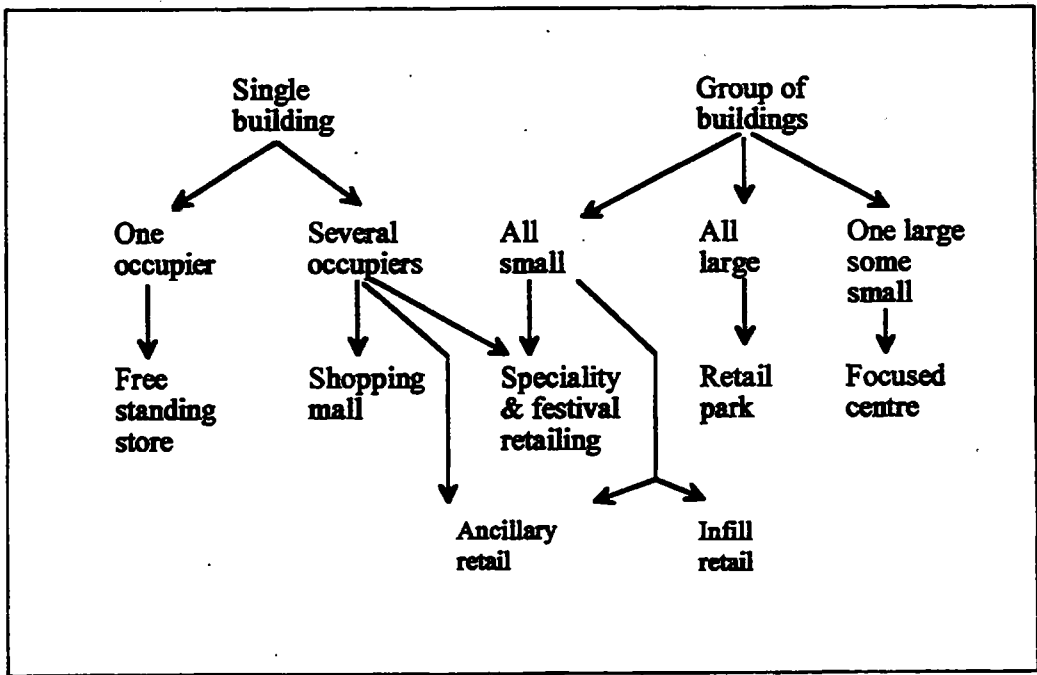 Single
building
Group of
buildings
One
occupier
Several
occupiers
All
small
All
large
One large
some
small
Free
standing
store
Shopping
mall
Speciality
& festival
retailing
Retail
park
Focused
centre
Ancillary
retail
Infill
retail